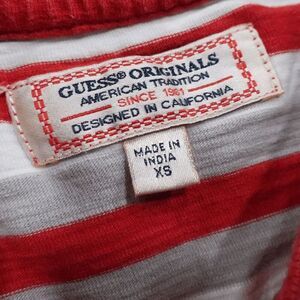 GUESS® ORIGINALS
AMERICAN TRADITION
SINCE 1981
DESIGNED IN CALIFORNIA
MADE IN
INDIA
XS